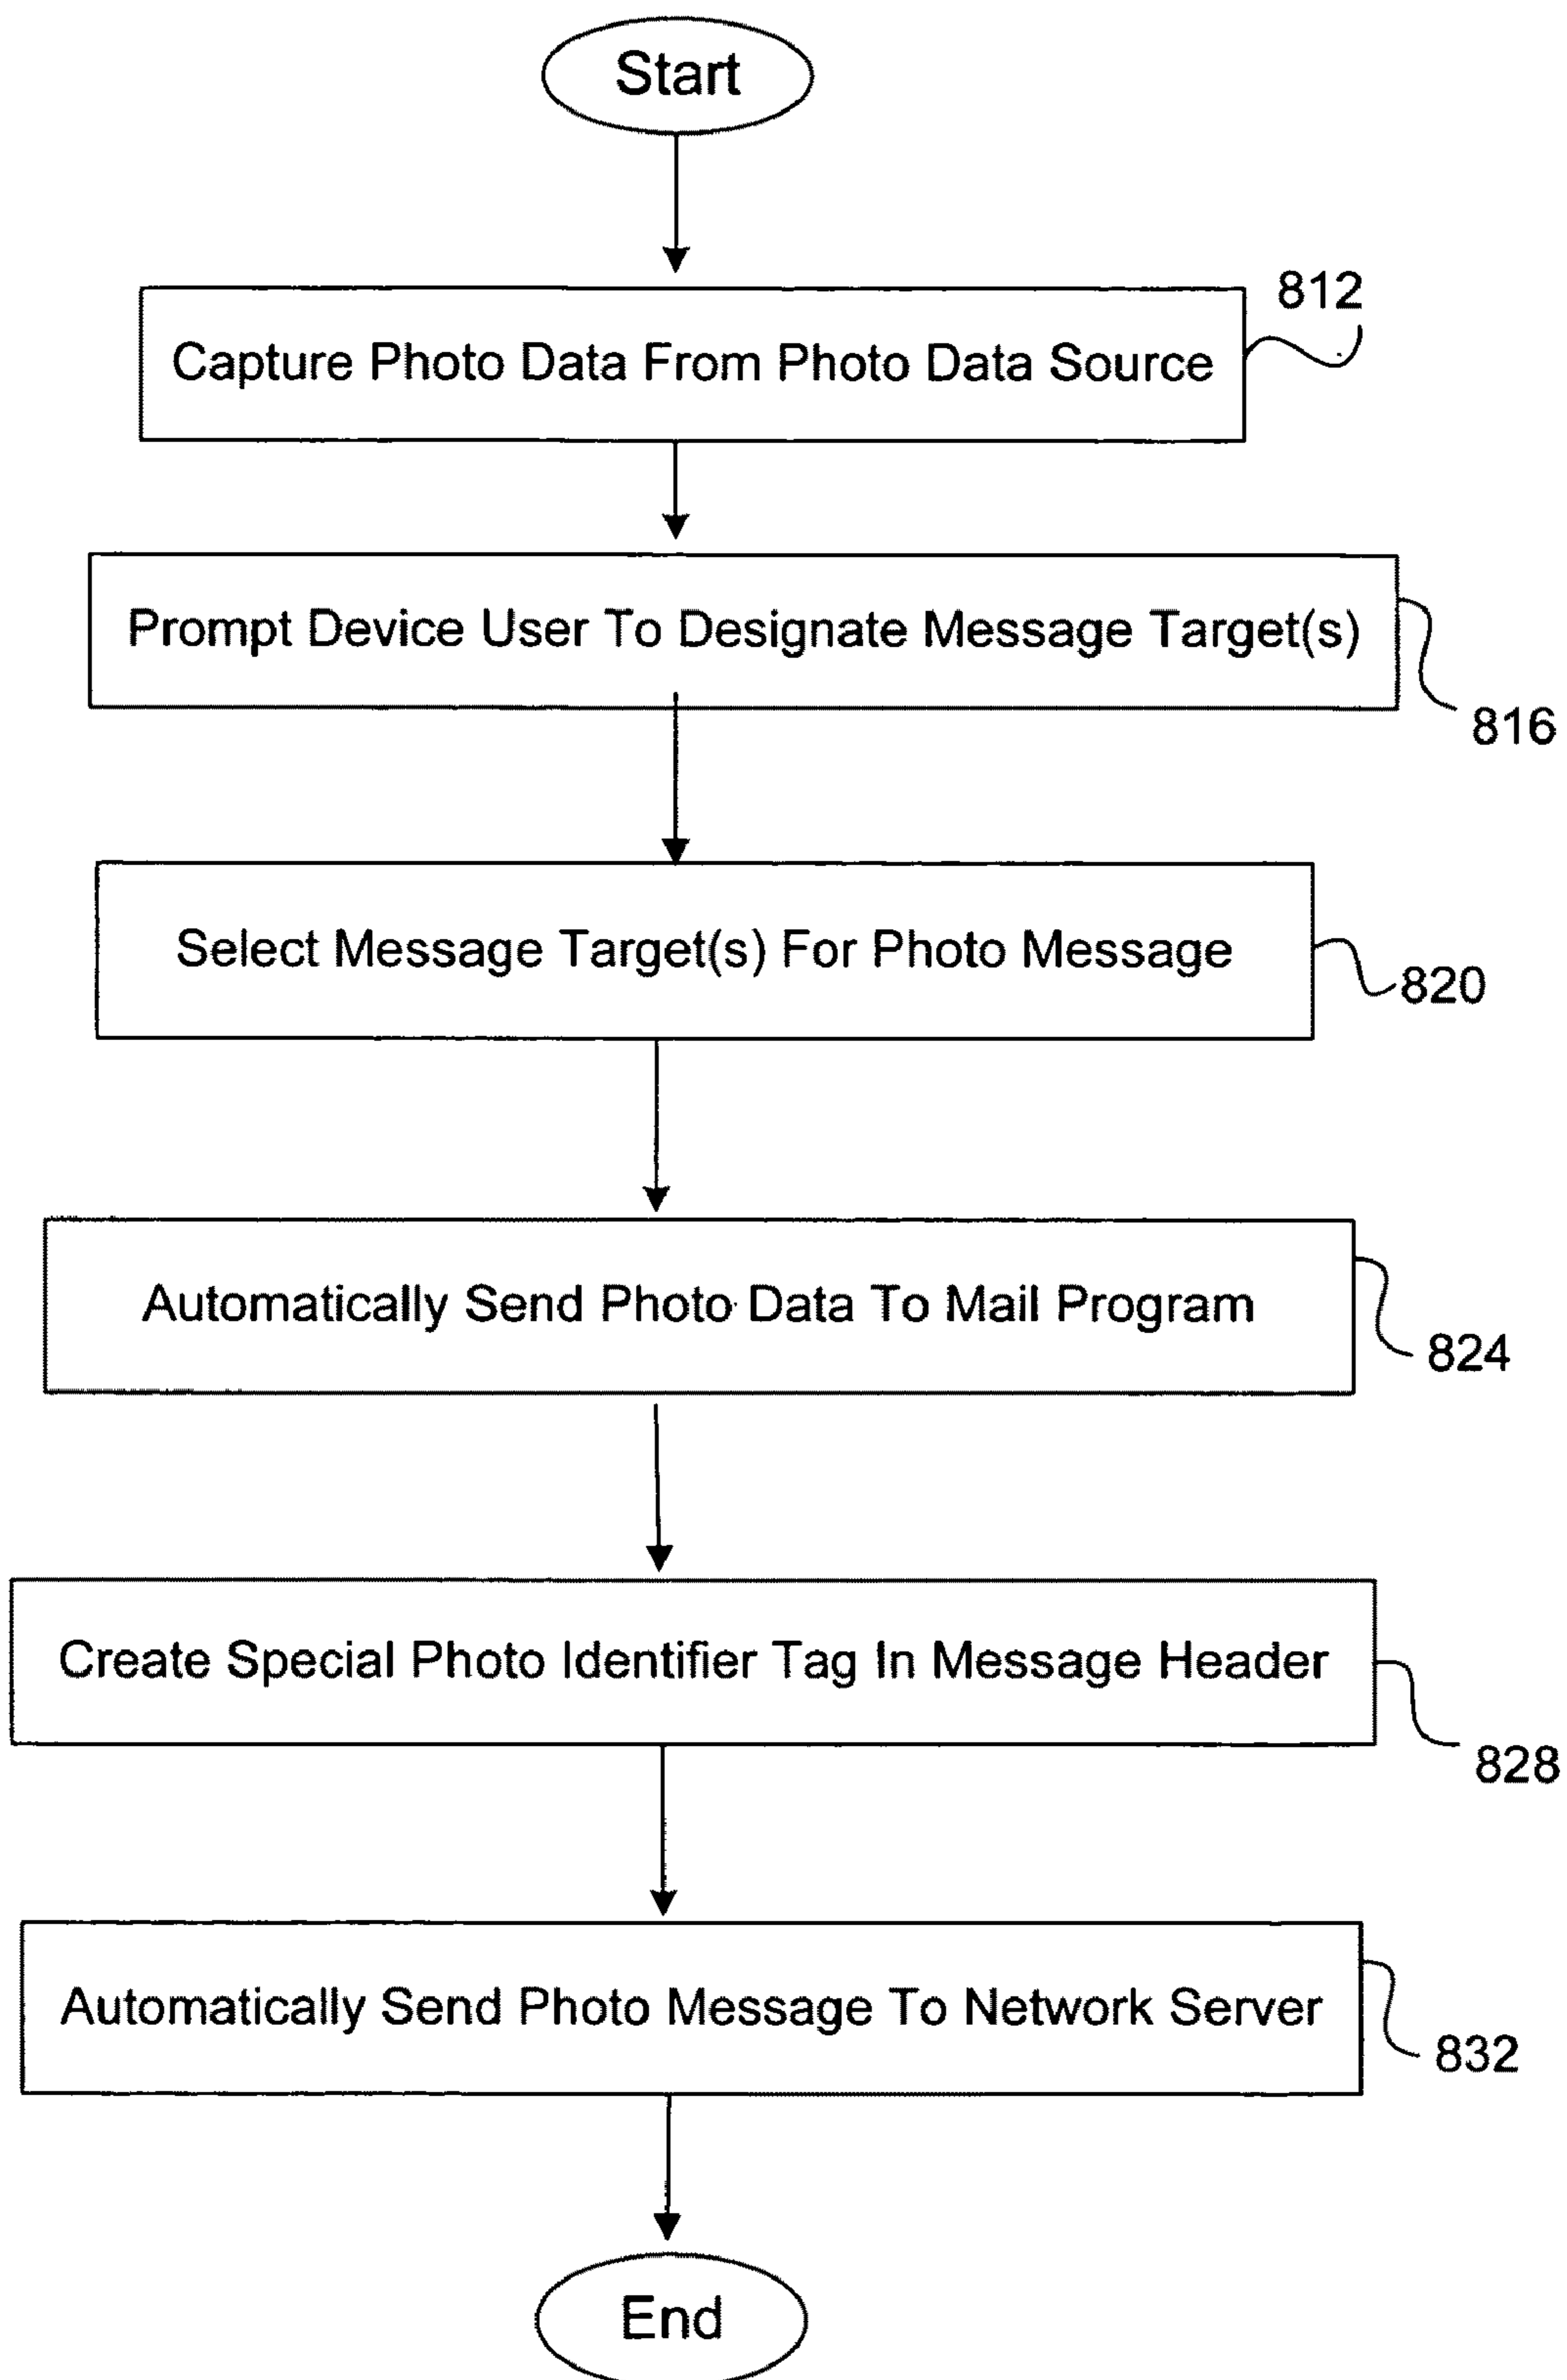 Start
812
Capture Photo Data From Photo Data Source
Prompt Device User To Designate Message Target(s)
816
Select Message Target(s) For Photo Message
820
Automatically Send Photo Data To Mail Program
824
Create Special Photo Identifier Tag In Message Header
828
Automatically Send Photo Message To Network Server
832
End